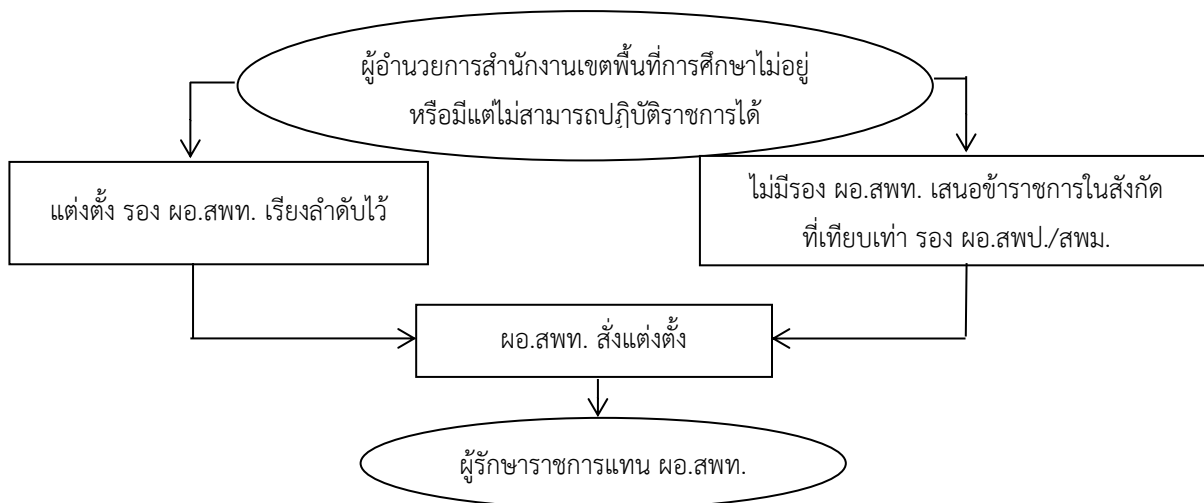 ผู้อำนวยการสำนักงานเขตพื้นที่การศึกษาไม่อยู่
หรือมีแต่ไม่สามารถปฏิบัติราชการได้
แต่งตั้ง รอง ผอ.สพท. เรียงลำดับไว้
ไม่มีรอง ผอ.สพท. เสนอข้าราชการในสังกัด
ที่เทียบเท่า รอง ผอ.สพป./สพม.
ผอ.สพท. สั่งแต่งตั้ง
ผู้รักษาราชการแทน ผอ.สพท.